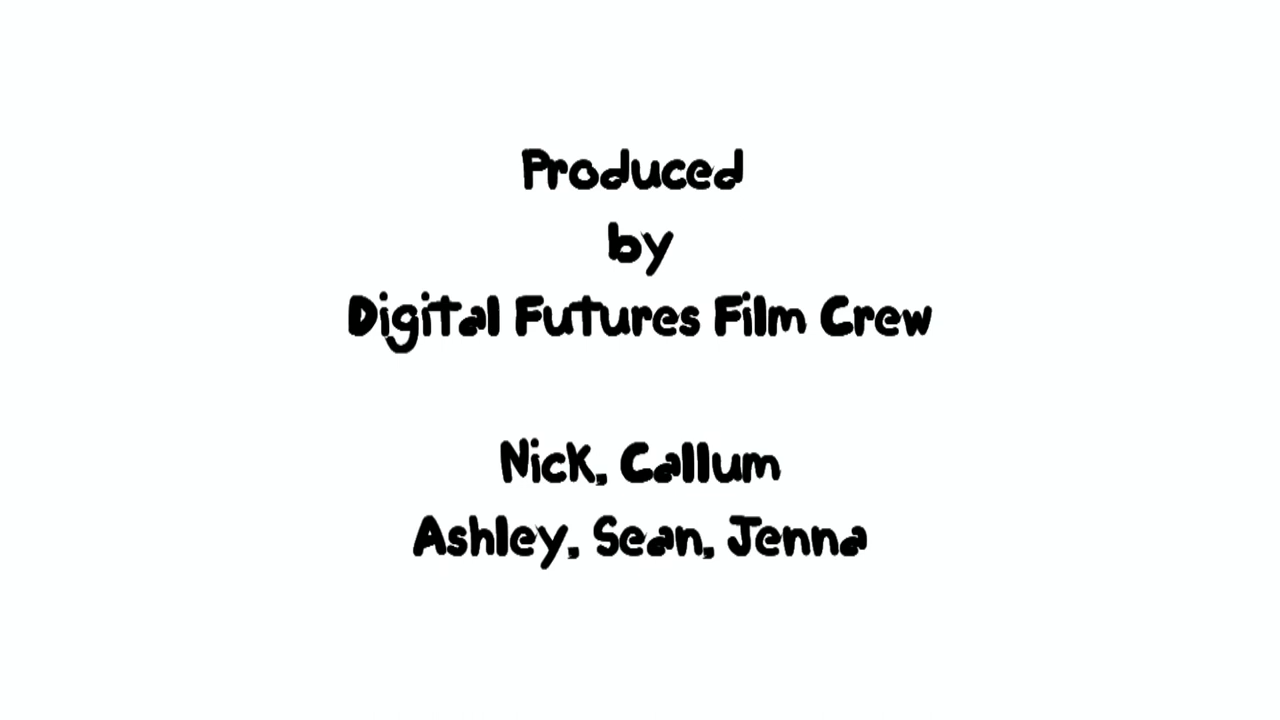 Produced
by
Digital Futures Film Crew
Nick, Callum
Ashley, Sean, Jenna